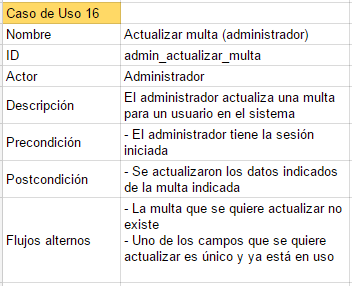 Caso de Uso 16
Nombre Actualizar multa (administrador)
ID admin_actualizar_multa
Actor Administrador
Descripción El administrador actualiza una multa
para un usuario en el sistema
Precondición - El administrador tiene la sesión
iniciada
Postcondición - Se actualizaron los datos indicados
de la multa indicada
Flujos alternos - La multa que se quiere actualizar no
existe
- Uno de los campos que se quiere
actualizar es único y ya está en uso